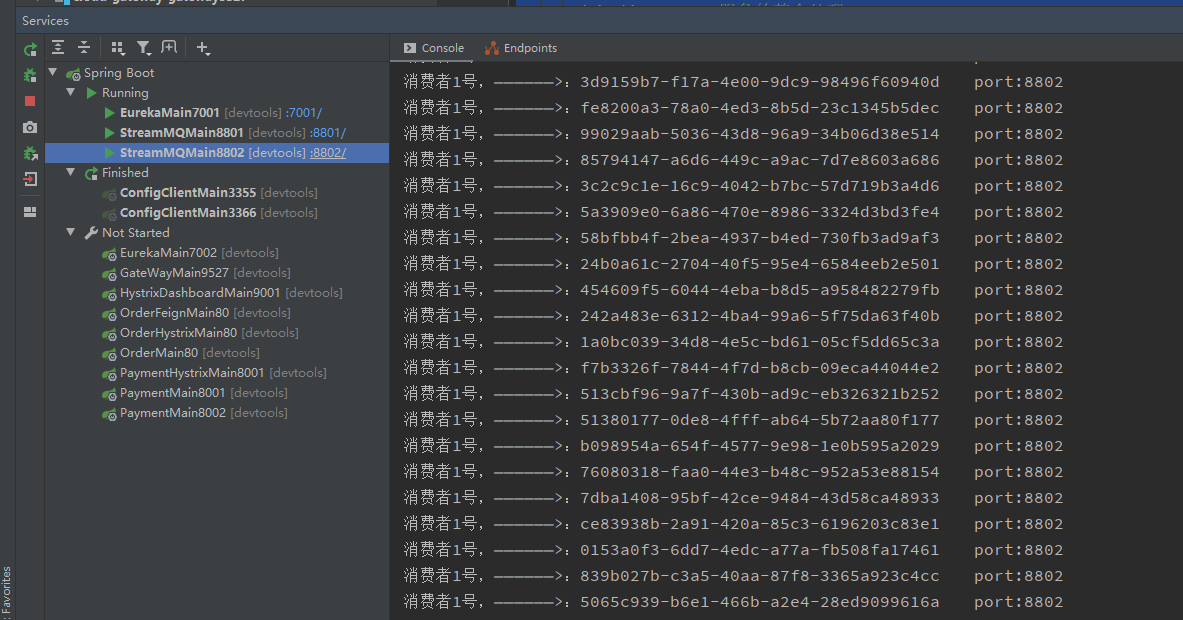 Services
Console
Endpoints
Spring Boot
Running
EurekaMain7001 [devtools] :7001/
StreamMQMain8801 [devtools] :8801/
StreamMQMain8802 [devtools] :8802/
Finished
ConfigClientMain3355 [devtools]
ConfigClientMain3366 [devtools]
Not Started
EurekaMain7002 [devtools]
GateWayMain9527 [devtools]
HystrixDashboardMain9001 [devtools]
OrderFeignMain80 [devtools]
OrderHystrixMain80 [devtools]
OrderMain80 [devtools]
PaymentHystrixMain8001 [devtools]
PaymentMain8001 [devtools]
PaymentMain8002 [devtools]
消费者1号，------->：3d9159b7-f17a-4e00-9dc9-98496f60940d port:8802
消费者1号，------->：fe8200a3-78a0-4ed3-8b5d-23c1345b5dec port:8802
消费者1号，------->：99029aab-5036-43d8-96a9-34b06d38e514 port:8802
消费者1号，------->：85794147-a6d6-449c-a9ac-7d7e8603a686 port:8802
消费者1号，------->：3c2c9c1e-16c9-4042-b7bc-57d719b3a4d6 port:8802
消费者1号，------->：5a3909e0-6a86-470e-8986-3324d3bd3fe4 port:8802
消费者1号，------->：58bfbb4f-2bea-4937-b4ed-730fb3ad9af3 port:8802
消费者1号，------->：24b0a61c-2704-40f5-95e4-6584eeb2e501 port:8802
消费者1号，------->：454609f5-6044-4eba-b8d5-a958482279fb port:8802
消费者1号，------->：242a483e-6312-4ba4-99a6-5f75da63f40b port:8802
消费者1号，------->：1a0bc039-34d8-4e5c-bd61-05cf5dd65c3a port:8802
消费者1号，------->：f7b3326f-7844-4f7d-b8cb-09eca44044e2 port:8802
消费者1号，------->：513cbf96-9a7f-430b-ad9c-eb326321b252 port:8802
消费者1号，------->：51380177-0de8-4fff-ab64-5b72aa80f177 port:8802
消费者1号，------->：b098954a-654f-4577-9e98-1e0b595a2029 port:8802
消费者1号，------->：76080318-faa0-44e3-b48c-952a53e88154 port:8802
消费者1号，------->：7dba1408-95bf-42ce-9484-43d58ca48933 port:8802
消费者1号，------->：ce83938b-2a91-420a-85c3-6196203c83e1 port:8802
消费者1号，------->：0153a0f3-6dd7-4edc-a77a-fb508fa17461 port:8802
消费者1号，------->：839b027b-c3a5-40aa-87f8-3365a923c4cc port:8802
消费者1号，------->：5065c939-b6e1-466b-a2e4-28ed9099616a port:8802
Favorites